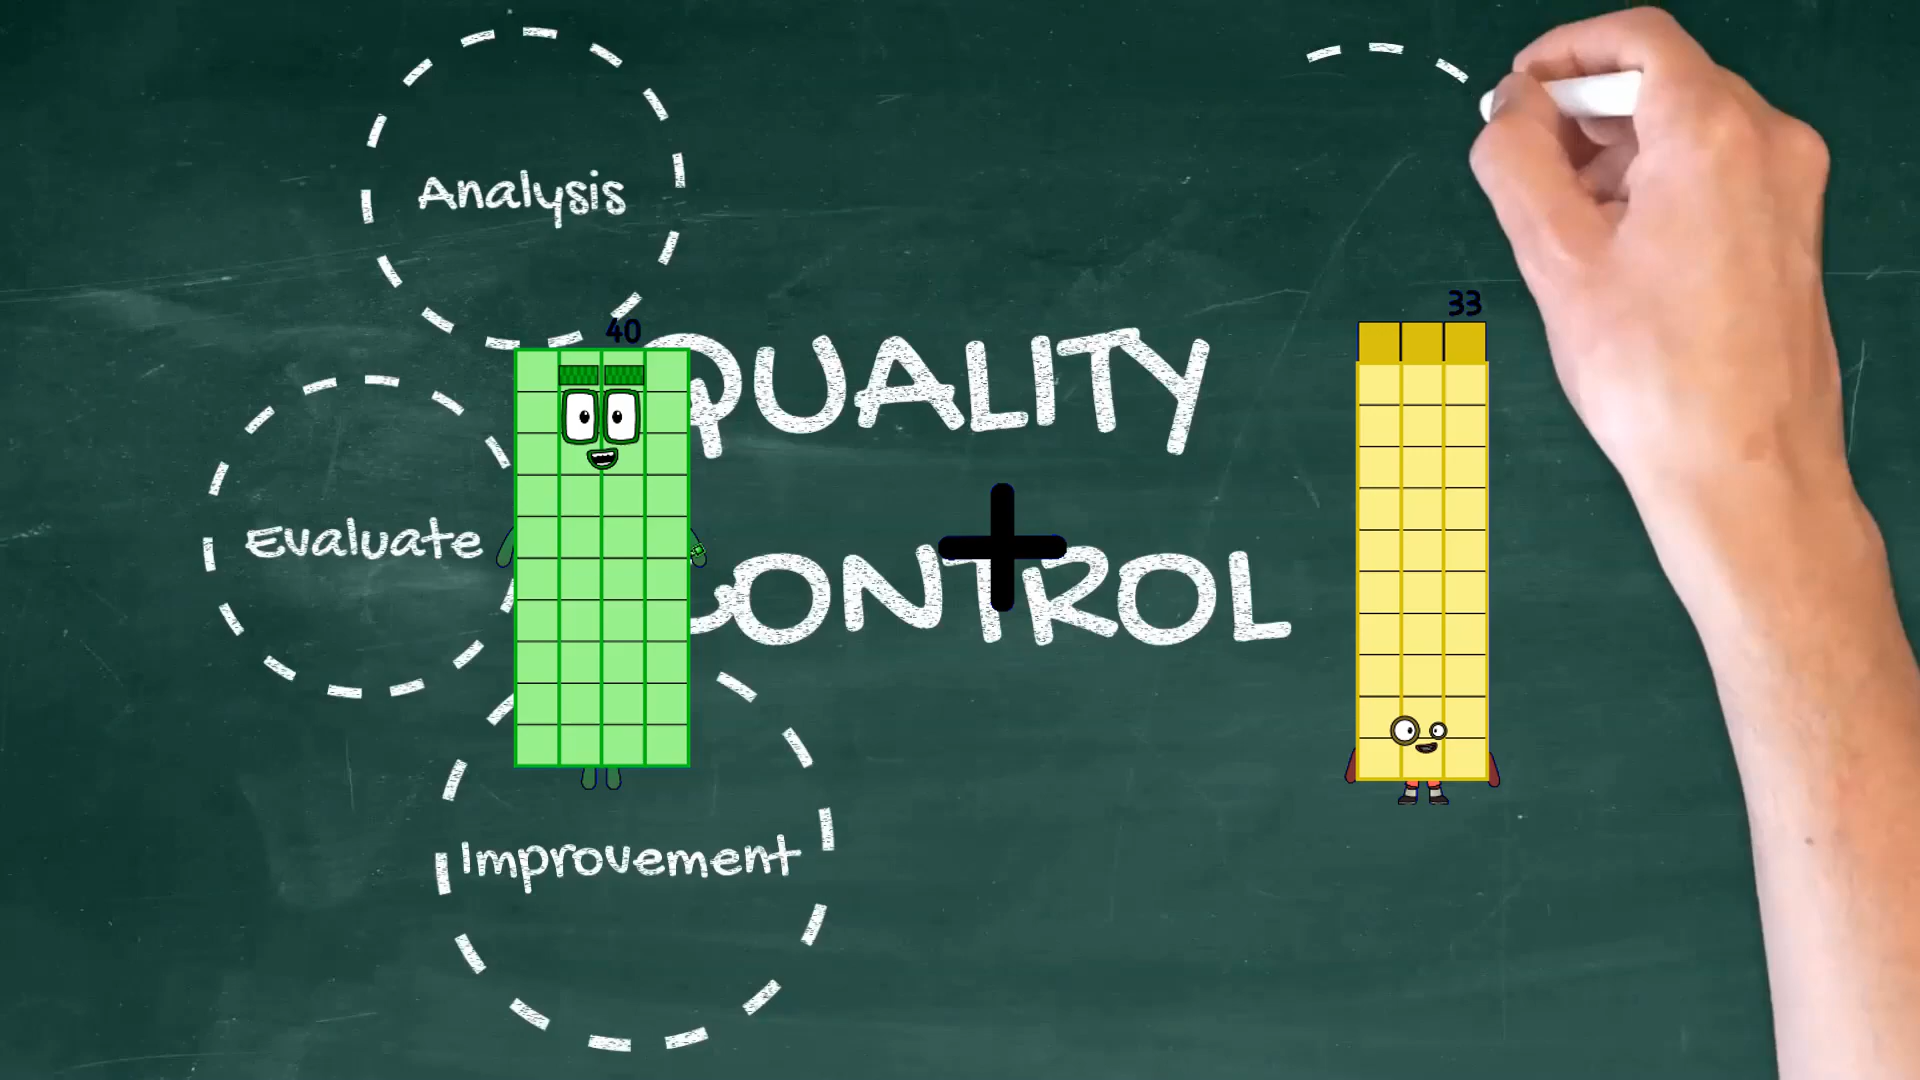 Analysis
33
40
QUALITY
+
Evaluate
CONTROL
Improvement